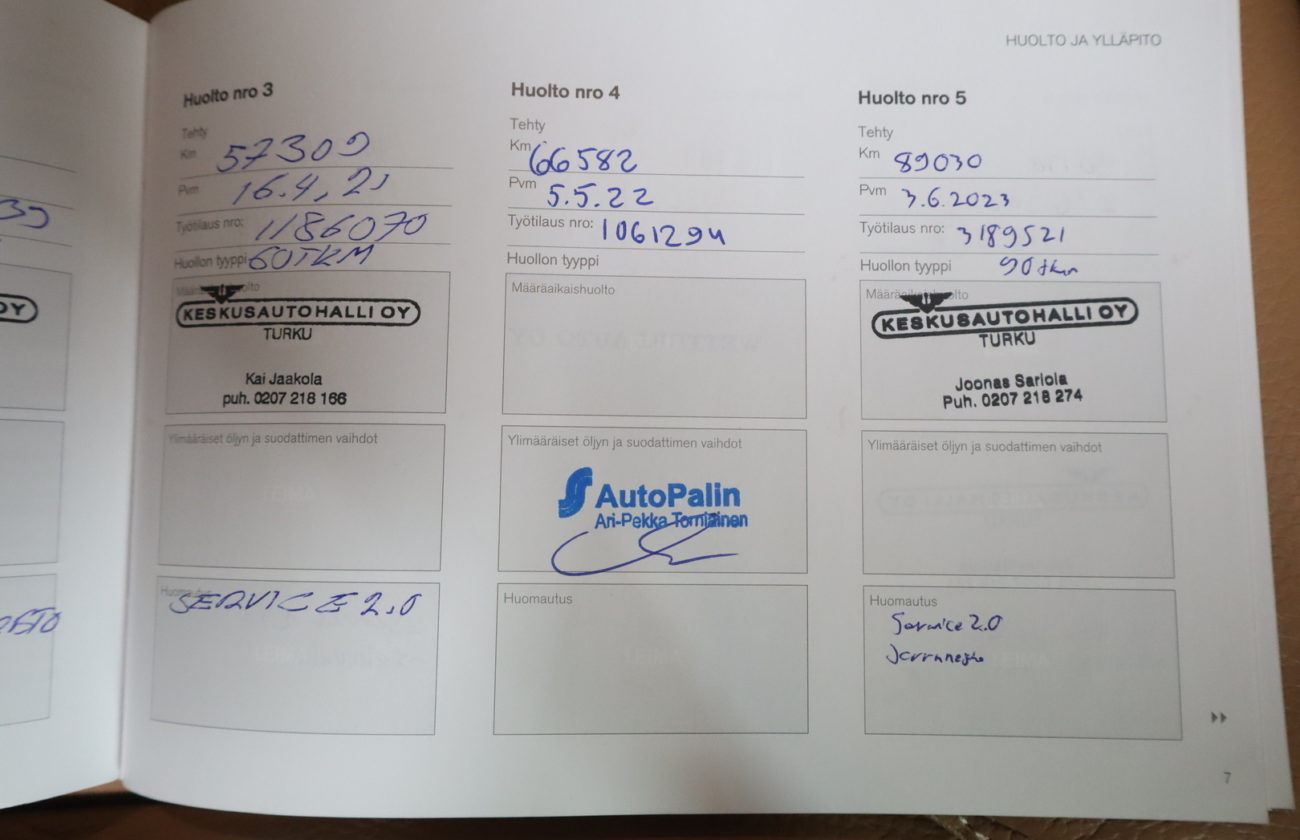 HUOLTO JA YLLÄPITO
Huolto nro 3
Tehty
Km 57309
Pvm 16.4,21
Työtilaus nro: 1186070
Huollon tyyppi 60TKM
KESKUSAUTOHALLI OY
TURKU
Kai Jaakola
puh. 0207 218 166
Ylimääräiset öljyn ja suodattimen vaihdot
Huomautus
SERVICE 2.0
Huolto nro 4
Tehty
Km 66582
Pvm 5.5.22
Työtilaus nro: 1061294
Huollon tyyppi
Määräaikaishuolto
Ylimääräiset öljyn ja suodattimen vaihdot
AutoPalin
Ari-Pekka Torniainen
Huomautus
Huolto nro 5
Tehty
Km 89030
Pvm 3.6.2023
Työtilaus nro: 3189521
Huollon tyyppi 90tkm
Määräaikaishuolto
KESKUSAUTOHALLI OY
TURKU
Joonas Sariola
Puh. 0207 218 274
Ylimääräiset öljyn ja suodattimen vaihdot
Huomautus
Service 2.0
7